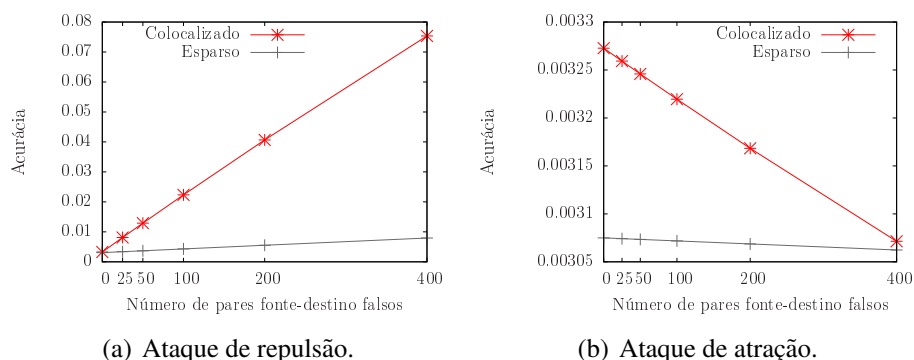 0.08
0.07
0.06
0.05
0.04
0.03
0.02
0.01
0
Acurácia
Colocalizado
Esparso
0 25 50 100 200 400
Número de pares fonte-destino falsos
(a) Ataque de repulsão.
0.0033
0.00325
0.0032
0.00315
0.0031
0.00305
Acurácia
Colocalizado
Esparso
0 25 50 100 200 400
Número de pares fonte-destino falsos
(b) Ataque de atração.